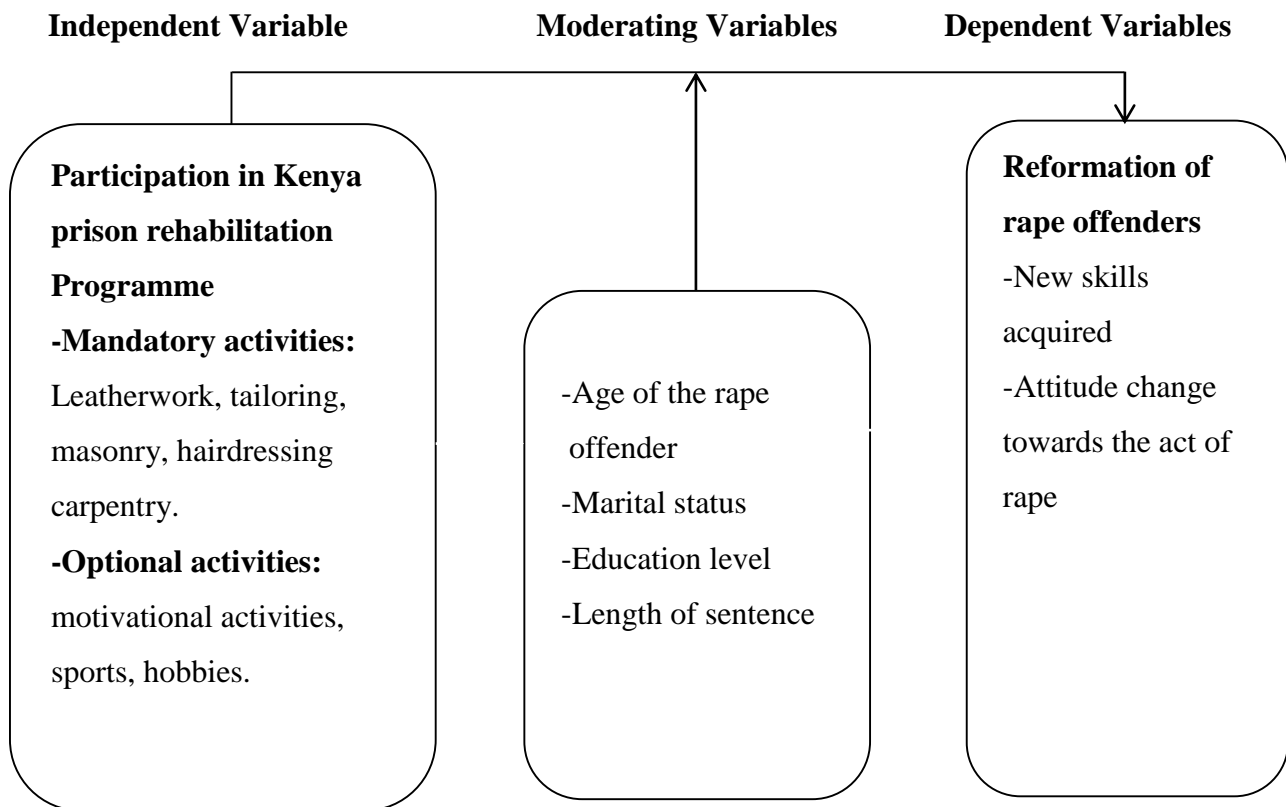 Independent Variable
Moderating Variables
Dependent Variables
Participation in Kenya
prison rehabilitation
Programme
-Mandatory activities:
Leatherwork, tailoring,
masonry, hairdressing
carpentry.
-Optional activities:
motivational activities,
sports, hobbies.
-Age of the rape
offender
-Marital status
-Education level
-Length of sentence
Reformation of
rape offenders
-New skills
acquired
-Attitude change
towards the act of
rape